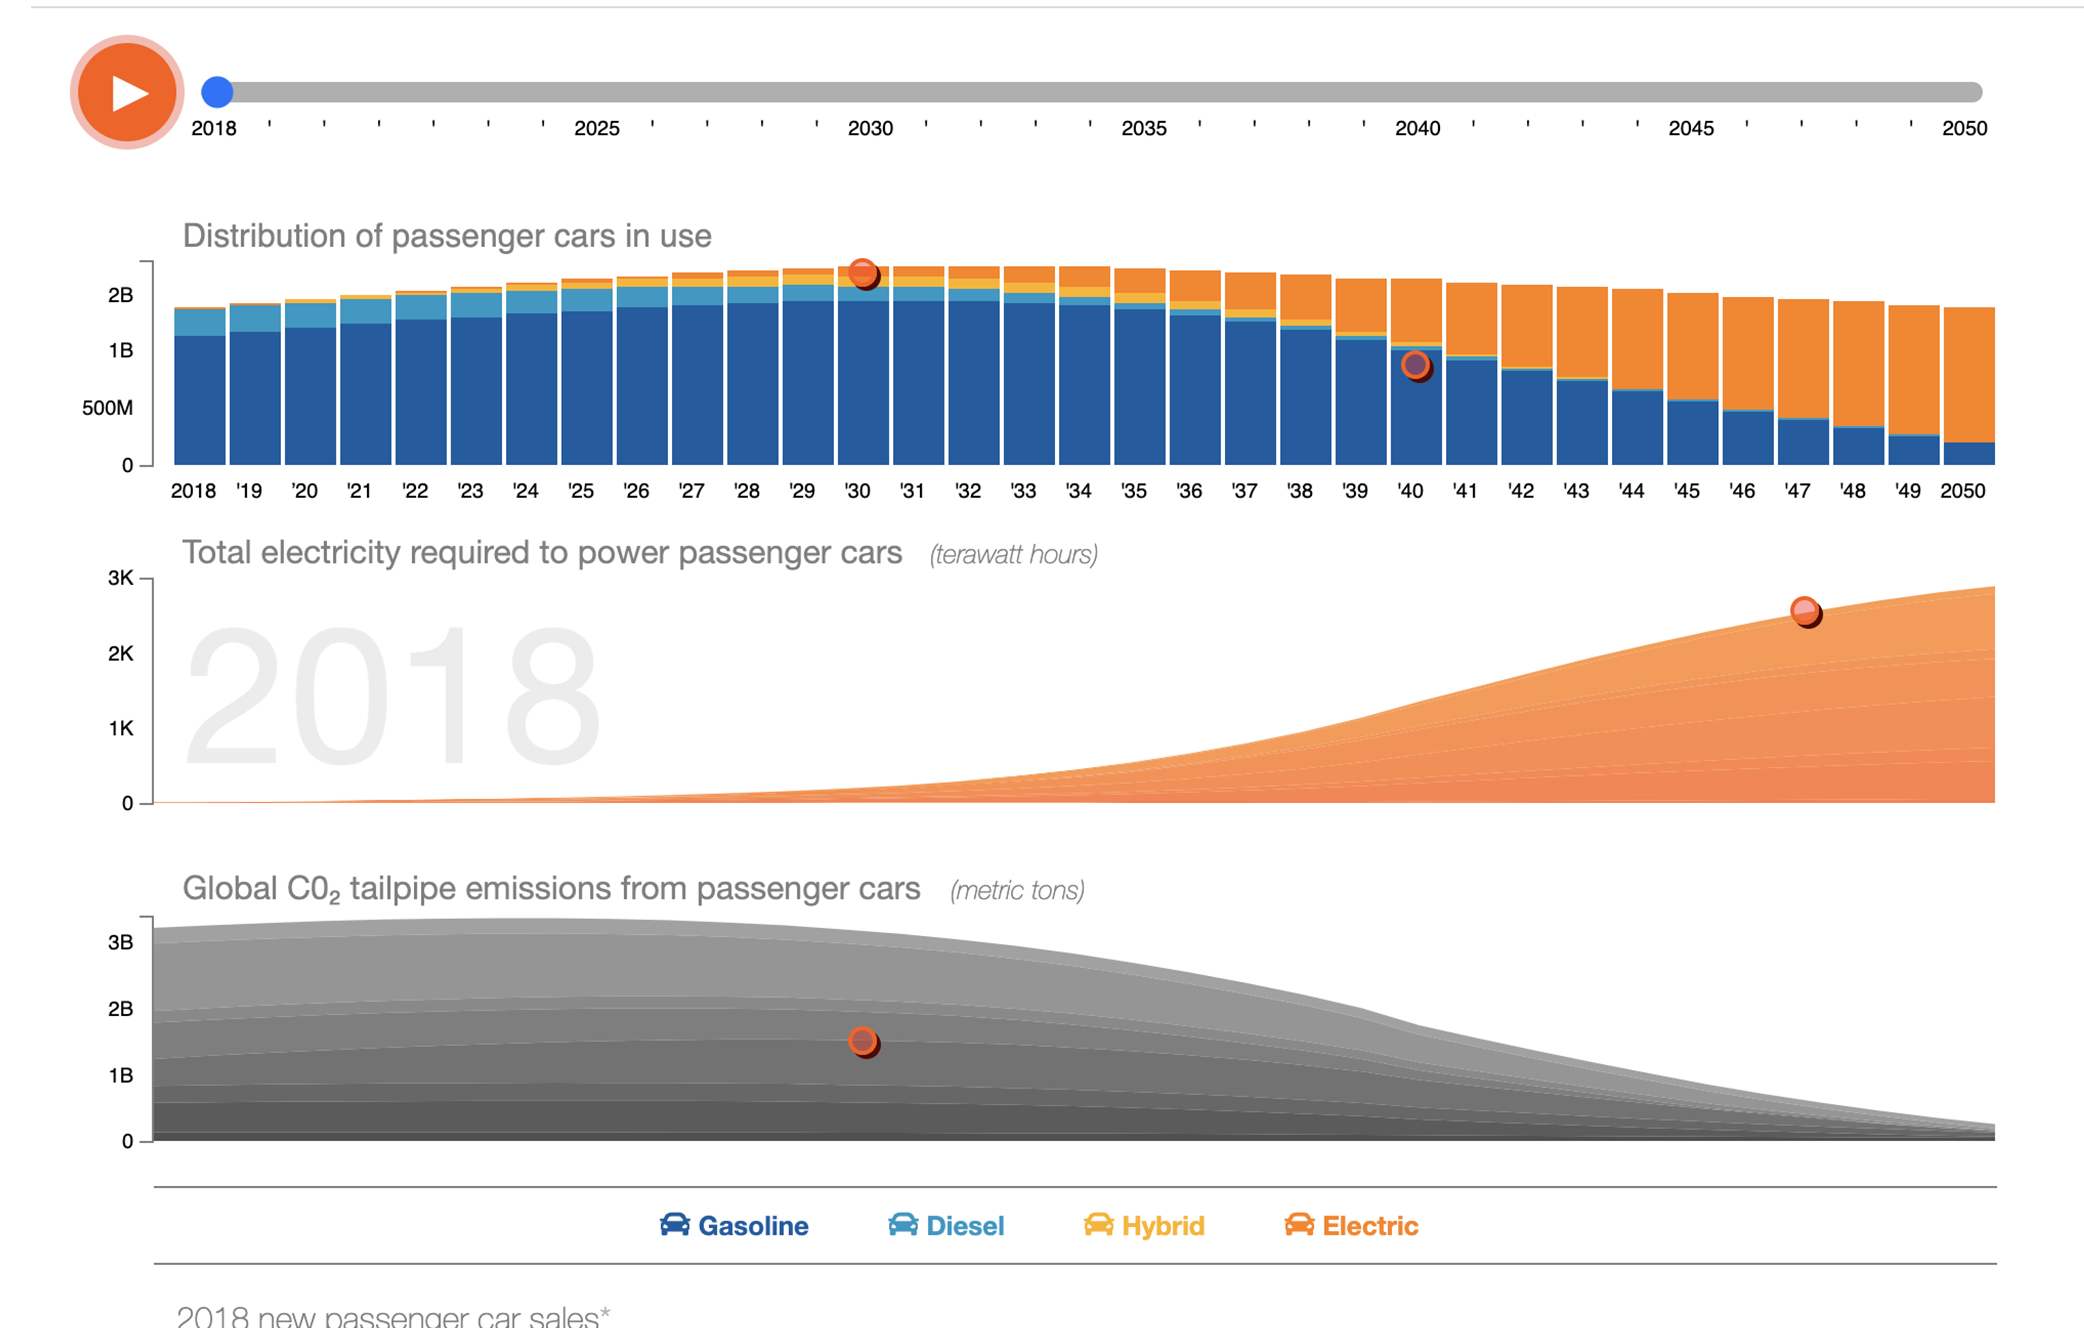 2018 2025 2030 2035 2040 2045 2050
Distribution of passenger cars in use
2B
1B
500M
0
2018 '19 '20 '21 '22 '23 '24 '25 '26 '27 '28 '29 '30 '31 '32 '33 '34 '35 '36 '37 '38 '39 '40 '41 '42 '43 '44 '45 '46 '47 '48 '49 2050
Total electricity required to power passenger cars (terawatt hours)
3K
2K
1K
0
2018
Global C0₂ tailpipe emissions from passenger cars (metric tons)
3B
2B
1B
0
Gasoline Diesel Hybrid Electric
2018 new passenger car sales*